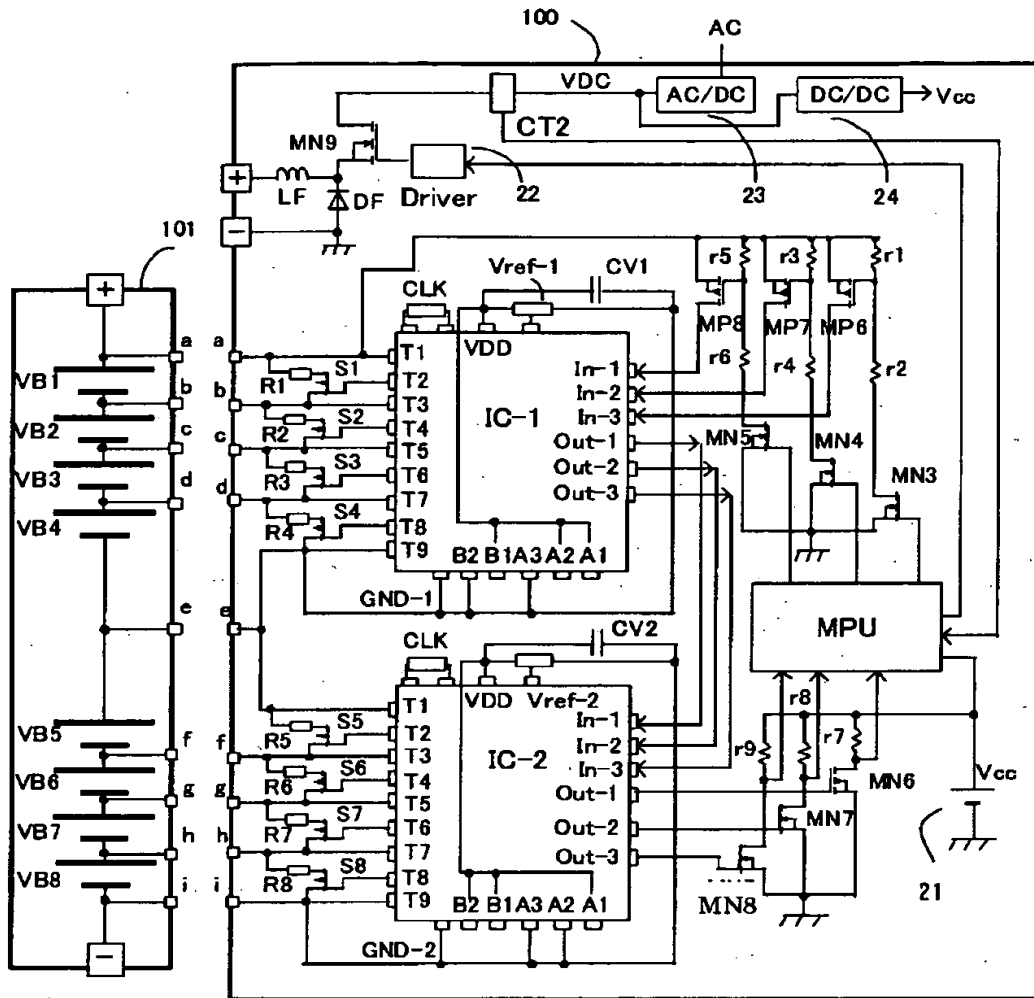 100
AC
VDC
AC/DC
DC/DC
Vcc
CT2
MN9
LF
DF
Driver
22
23
24
+
-
101
+
CLK
Vref-1
CV1
r5
r3
r1
MP8
MP7
MP6
r6
r4
r2
a
a
VB1
b
b
VB2
c
c
VB3
d
d
VB4
R1
S1
R2
S2
R3
S3
R4
S4
T1
T2
T3
T4
T5
T6
T7
T8
T9
VDD
IC-1
In-1
In-2
In-3
Out-1
Out-2
Out-3
MN5
MN4
MN3
B2
B1
A3
A2
A1
GND-1
e
e
MPU
CLK
CV2
VDD
Vref-2
VB5
f
f
VB6
g
g
VB7
h
h
VB8
i
i
R5
S5
R6
S6
R7
S7
R8
S8
T1
T2
T3
T4
T5
T6
T7
T8
T9
IC-2
In-1
In-2
In-3
Out-1
Out-2
Out-3
r9
r8
r7
MN6
MN7
MN8
Vcc
21
B2
B1
A3
A2
A1
GND-2
-